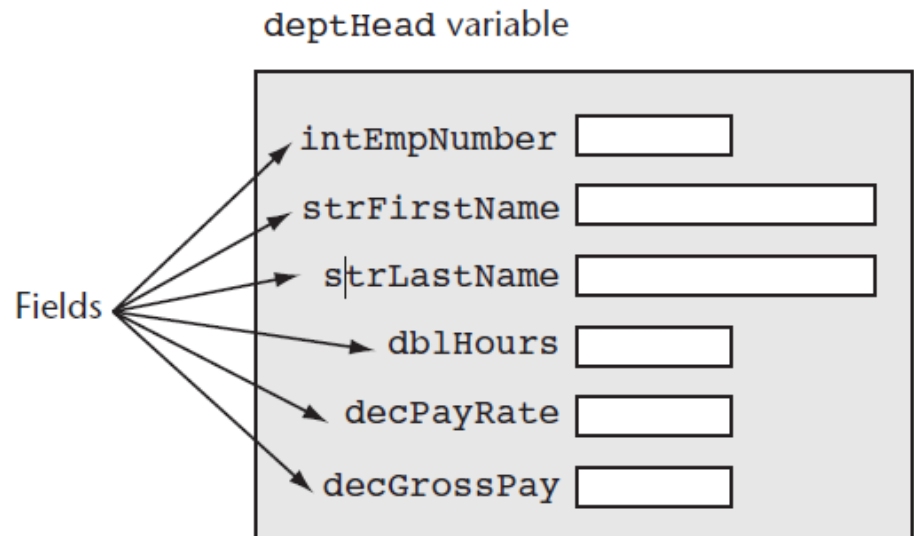 deptHead variable
intEmpNumber
strFirstName
strLastName
Fields
dblHours
decPayRate
decGrossPay